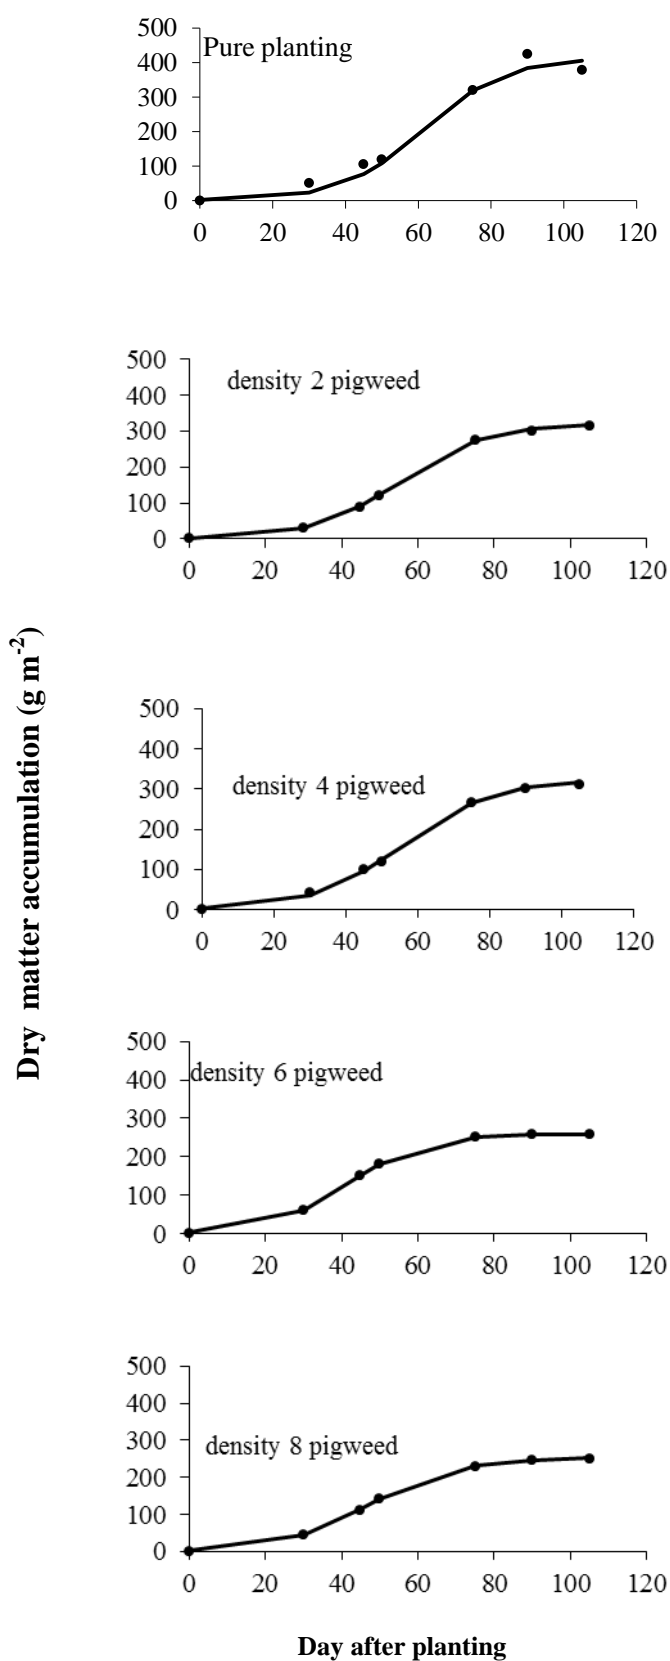 Dry matter accumulation (g m⁻²)
500
Pure planting
400
300
200
100
0
0 20 40 60 80 100 120
500
density 2 pigweed
400
300
200
100
0
0 20 40 60 80 100 120
500
400
density 4 pigweed
300
200
100
0
0 20 40 60 80 100 120
500
density 6 pigweed
400
300
200
100
0
0 20 40 60 80 100 120
500
400
300
density 8 pigweed
200
100
0
0 20 40 60 80 100 120
Day after planting